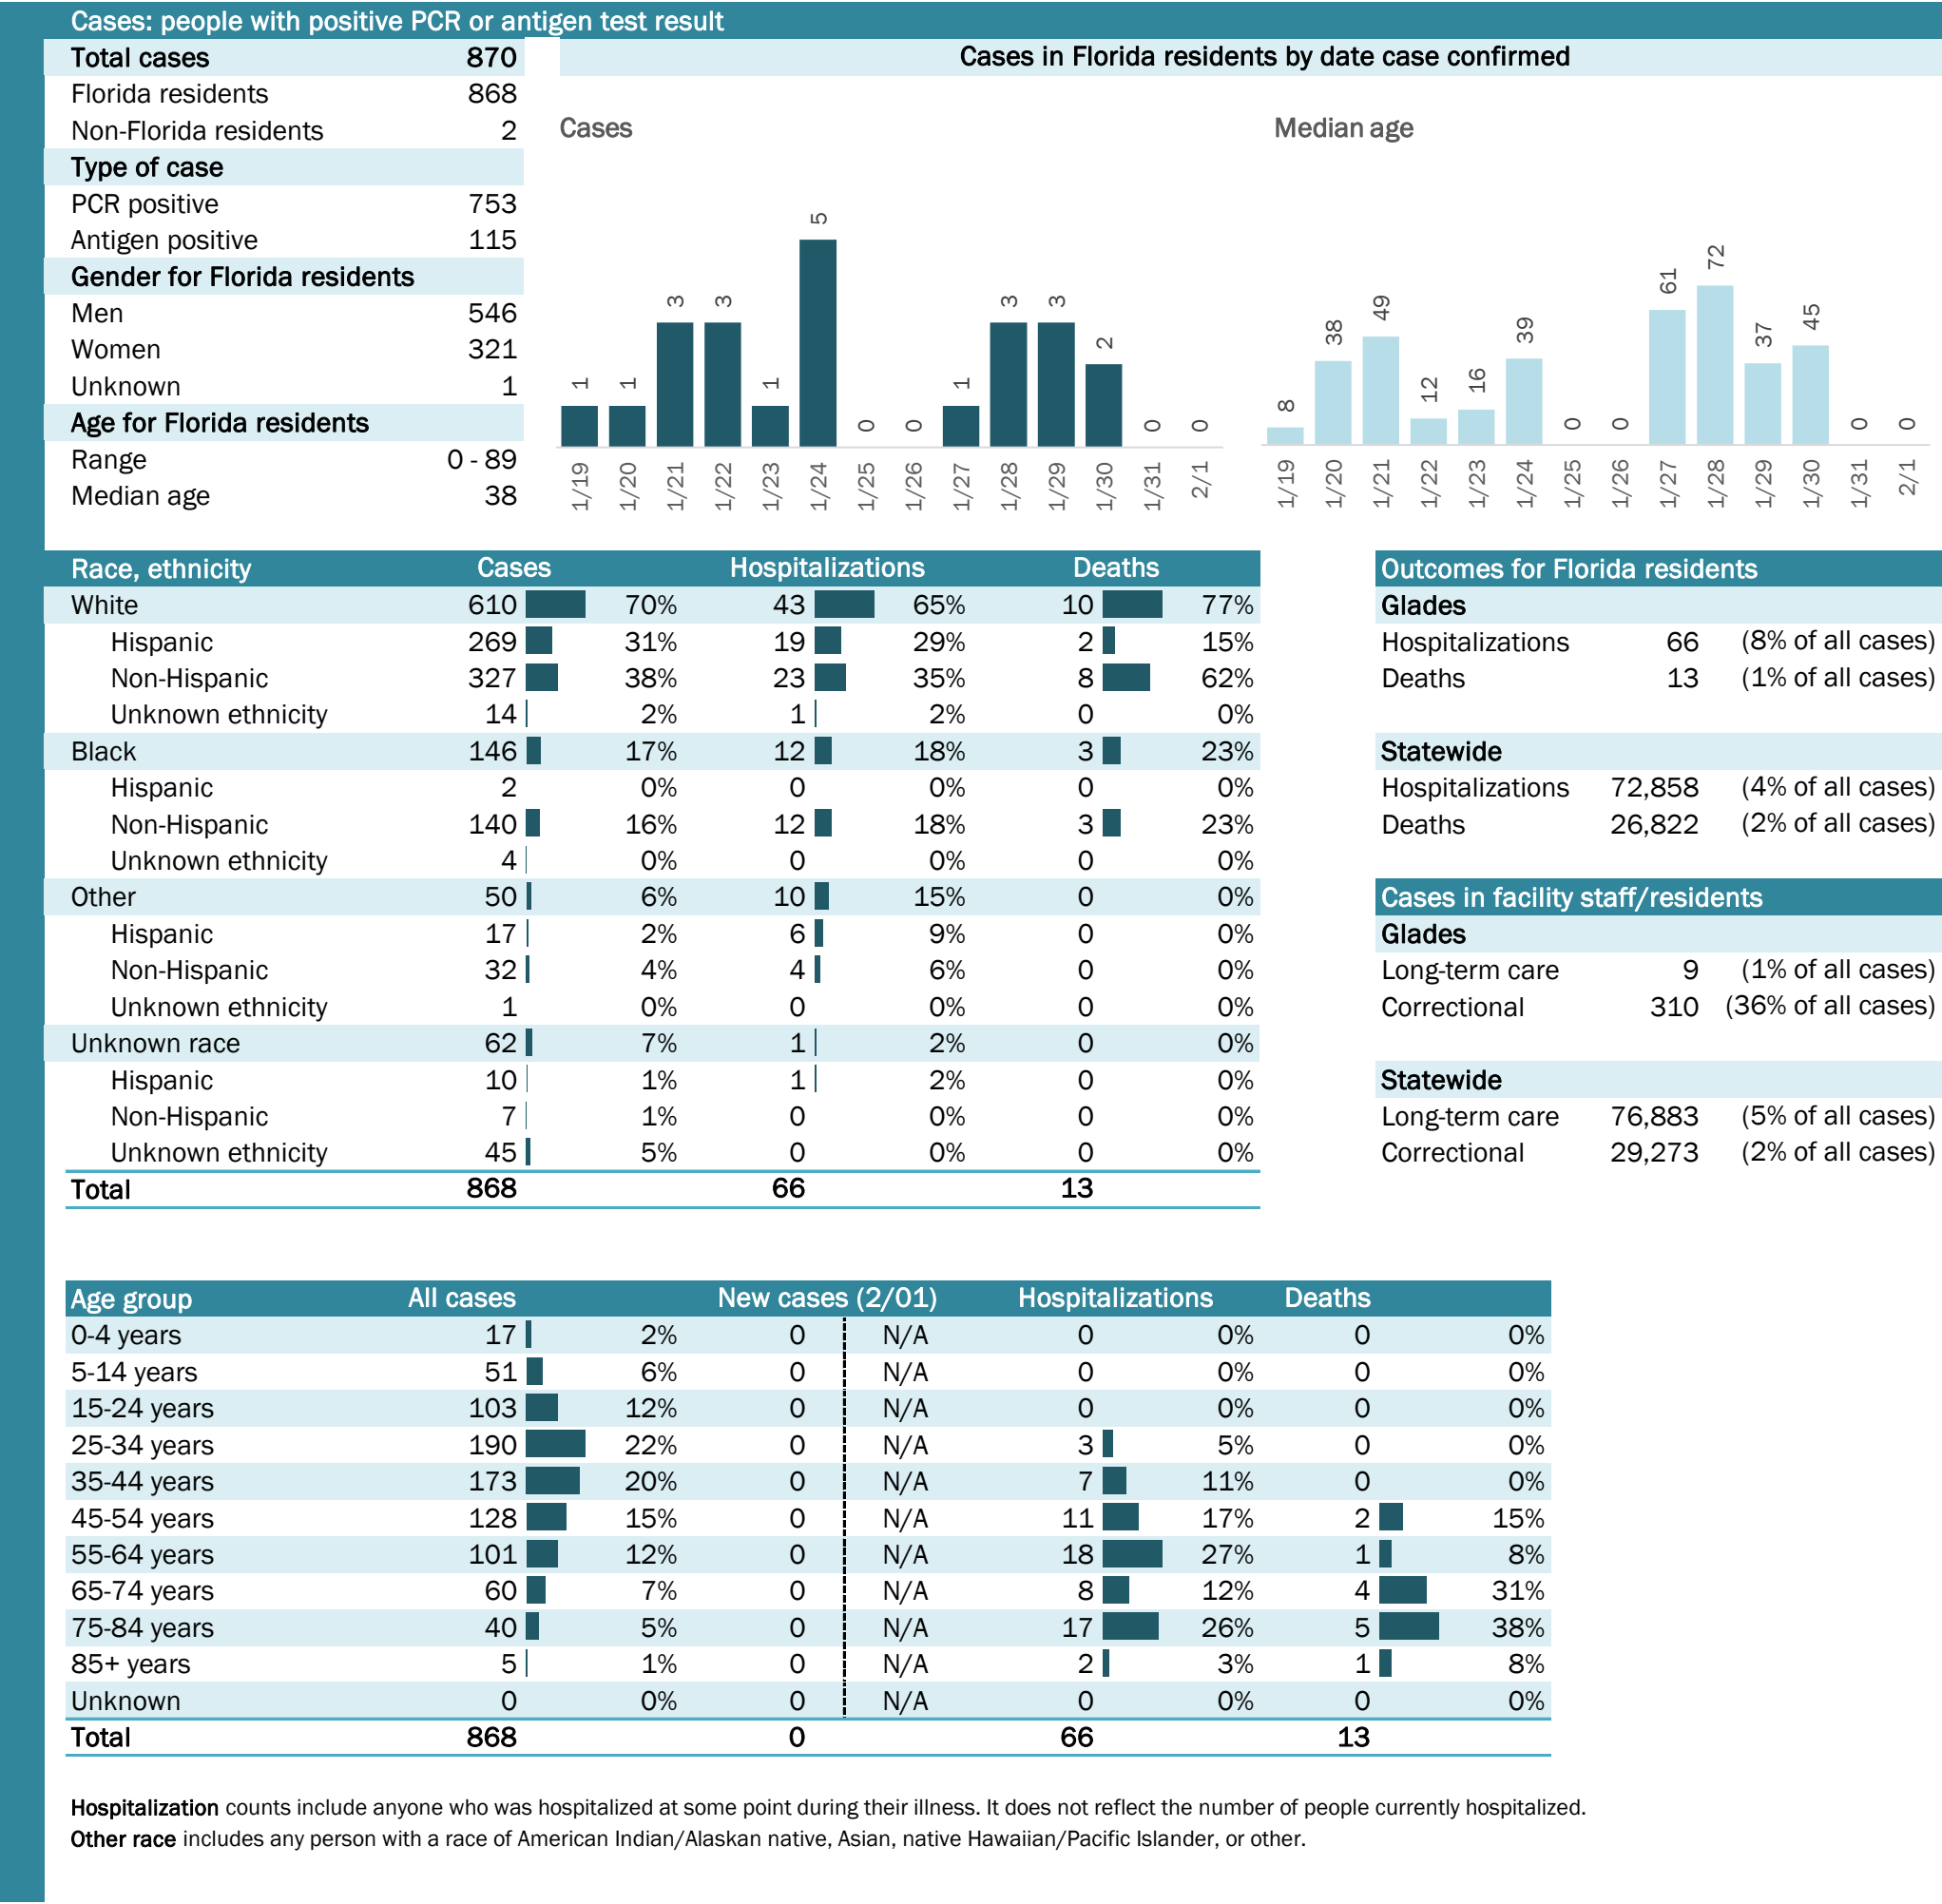 Cases: people with positive PCR or antigen test result
Total cases 870
Florida residents 868
Non-Florida residents 2
Type of case
PCR positive 753
Antigen positive 115
Gender for Florida residents
Men 546
Women 321
Unknown 1
Age for Florida residents
Range 0 - 89
Median age 38
Cases in Florida residents by date case confirmed
Cases
1 1 3 3 1 5 0 0 1 3 3 2 0 0
1/19 1/20 1/21 1/22 1/23 1/24 1/25 1/26 1/27 1/28 1/29 1/30 1/31 2/1
Median age
8 38 49 12 16 39 0 0 61 72 37 45 0 0
1/19 1/20 1/21 1/22 1/23 1/24 1/25 1/26 1/27 1/28 1/29 1/30 1/31 2/1
Race, ethnicity Cases Hospitalizations Deaths
White 610 70% 43 65% 10 77%
Hispanic 269 31% 19 29% 2 15%
Non-Hispanic 327 38% 23 35% 8 62%
Unknown ethnicity 14 2% 1 2% 0 0%
Black 146 17% 12 18% 3 23%
Hispanic 2 0% 0 0% 0 0%
Non-Hispanic 140 16% 12 18% 3 23%
Unknown ethnicity 4 0% 0 0% 0 0%
Other 50 6% 10 15% 0 0%
Hispanic 17 2% 6 9% 0 0%
Non-Hispanic 32 4% 4 6% 0 0%
Unknown ethnicity 1 0% 0 0% 0 0%
Unknown race 62 7% 1 2% 0 0%
Hispanic 10 1% 1 2% 0 0%
Non-Hispanic 7 1% 0 0% 0 0%
Unknown ethnicity 45 5% 0 0% 0 0%
Total 868 66 13
Outcomes for Florida residents
Glades
Hospitalizations 66 (8% of all cases)
Deaths 13 (1% of all cases)
Statewide
Hospitalizations 72,858 (4% of all cases)
Deaths 26,822 (2% of all cases)
Cases in facility staff/residents
Glades
Long-term care 9 (1% of all cases)
Correctional 310 (36% of all cases)
Statewide
Long-term care 76,883 (5% of all cases)
Correctional 29,273 (2% of all cases)
Age group All cases New cases (2/01) Hospitalizations Deaths
0-4 years 17 2% 0 N/A 0 0% 0 0%
5-14 years 51 6% 0 N/A 0 0% 0 0%
15-24 years 103 12% 0 N/A 0 0% 0 0%
25-34 years 190 22% 0 N/A 3 5% 0 0%
35-44 years 173 20% 0 N/A 7 11% 0 0%
45-54 years 128 15% 0 N/A 11 17% 2 15%
55-64 years 101 12% 0 N/A 18 27% 1 8%
65-74 years 60 7% 0 N/A 8 12% 4 31%
75-84 years 40 5% 0 N/A 17 26% 5 38%
85+ years 5 1% 0 N/A 2 3% 1 8%
Unknown 0 0% 0 N/A 0 0% 0 0%
Total 868 0 66 13
Hospitalization counts include anyone who was hospitalized at some point during their illness. It does not reflect the number of people currently hospitalized.
Other race includes any person with a race of American Indian/Alaskan native, Asian, native Hawaiian/Pacific Islander, or other.